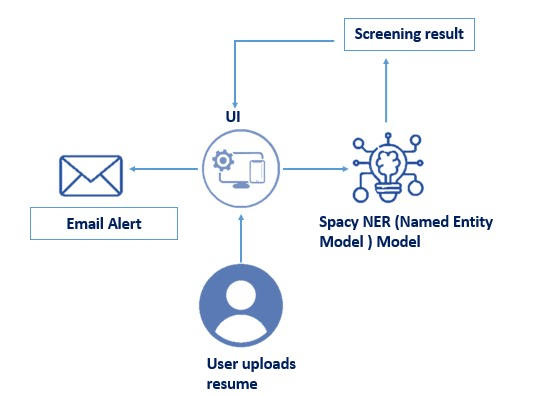 Screening result
UI
Email Alert
Spacy NER (Named Entity
Model ) Model
User uploads
resume